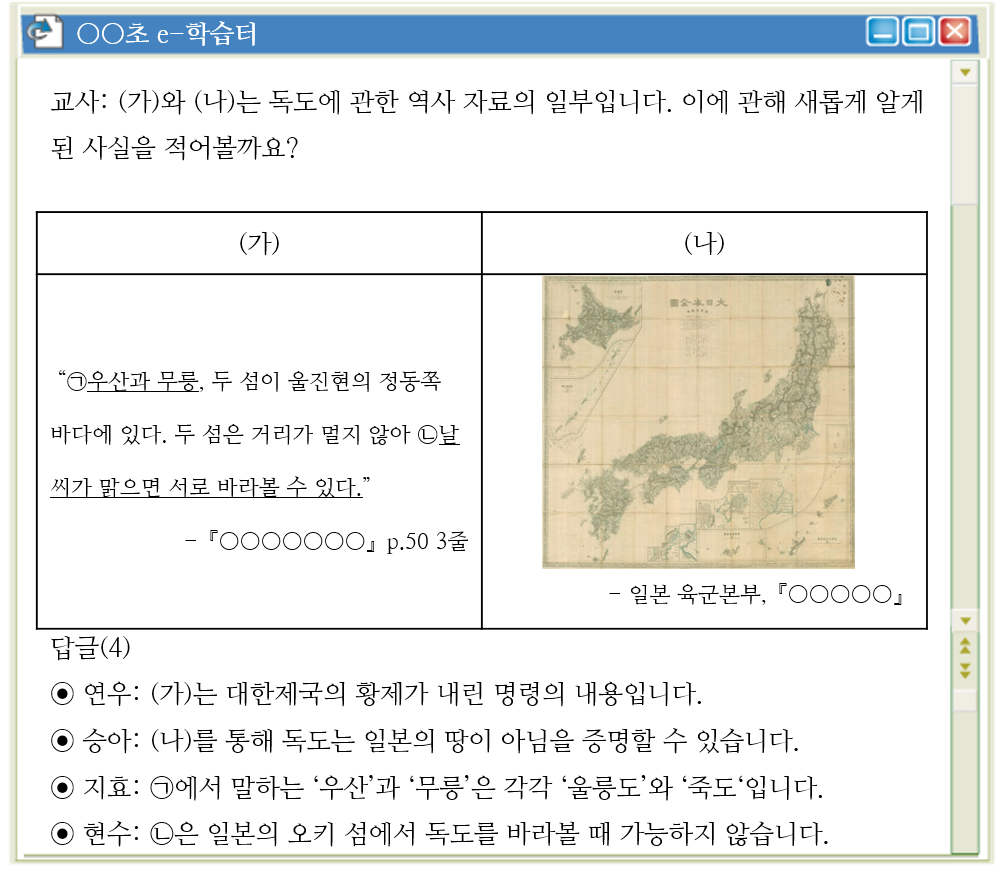 ○○초 e-학습터
교사: (가)와 (나)는 독도에 관한 역사 자료의 일부입니다. 이에 관해 새롭게 알게
된 사실을 적어볼까요?
(가)
(나)
“㉠우산과 무릉, 두 섬이 울진현의 정동쪽
바다에 있다. 두 섬은 거리가 멀지 않아 ㉡날
씨가 맑으면 서로 바라볼 수 있다.”
-『○○○○○○○』p.50 3줄
大日本全圖
- 일본 육군본부,『○○○○○』
답글(4)
◉ 연우: (가)는 대한제국의 황제가 내린 명령의 내용입니다.
◉ 승아: (나)를 통해 독도는 일본의 땅이 아님을 증명할 수 있습니다.
◉ 지효: ㉠에서 말하는 ‘우산’과 ‘무릉’은 각각 ‘울릉도’와 ‘죽도‘입니다.
◉ 현수: ㉡은 일본의 오키 섬에서 독도를 바라볼 때 가능하지 않습니다.